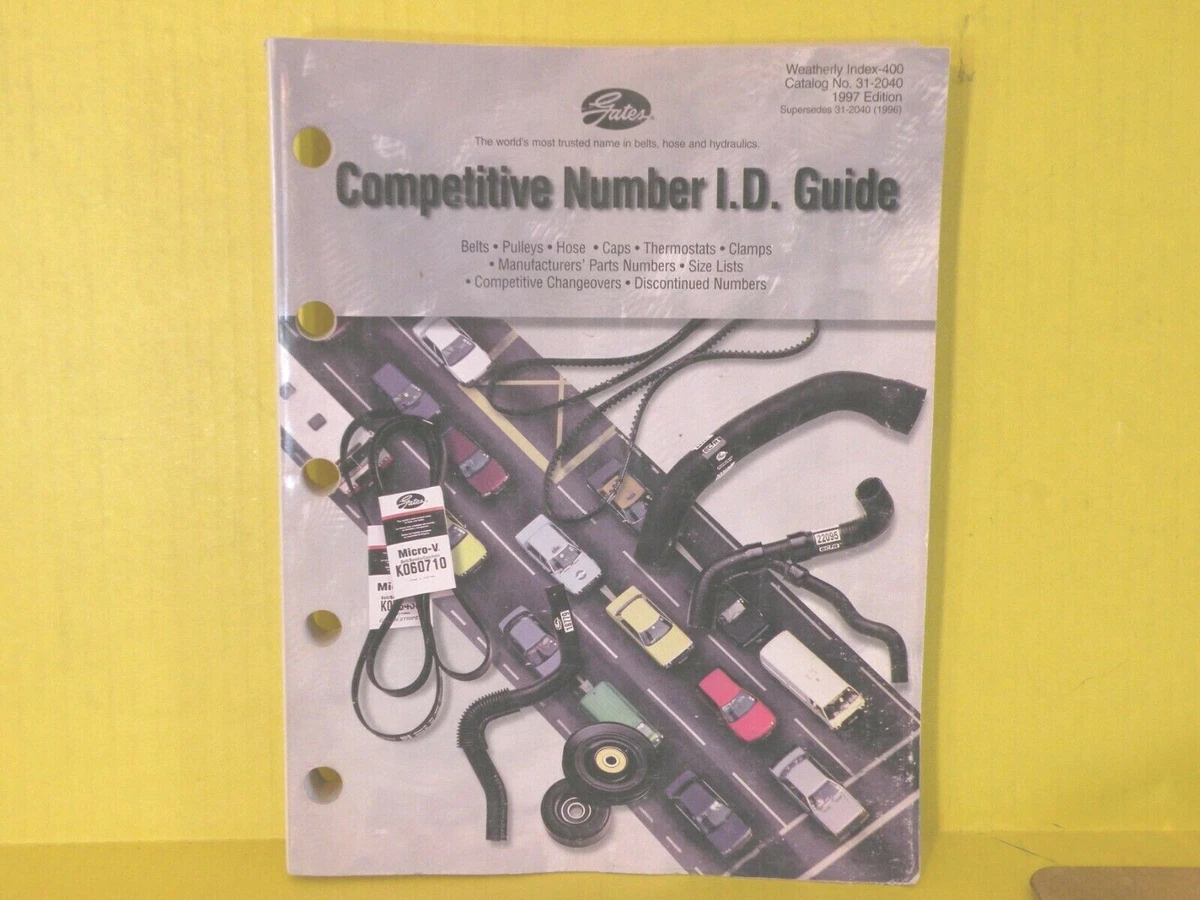 Weatherly Index-400
Catalog No. 31-2040
1997 Edition
Supersedes 31-2040 (1996)
Gates
The world's most trusted name in belts, hose and hydraulics.
Competitive Number I.D. Guide
Belts • Pulleys • Hose • Caps • Thermostats • Clamps
• Manufacturers' Parts Numbers • Size Lists
• Competitive Changeovers • Discontinued Numbers
Gates
Micro-V
K060710
22095